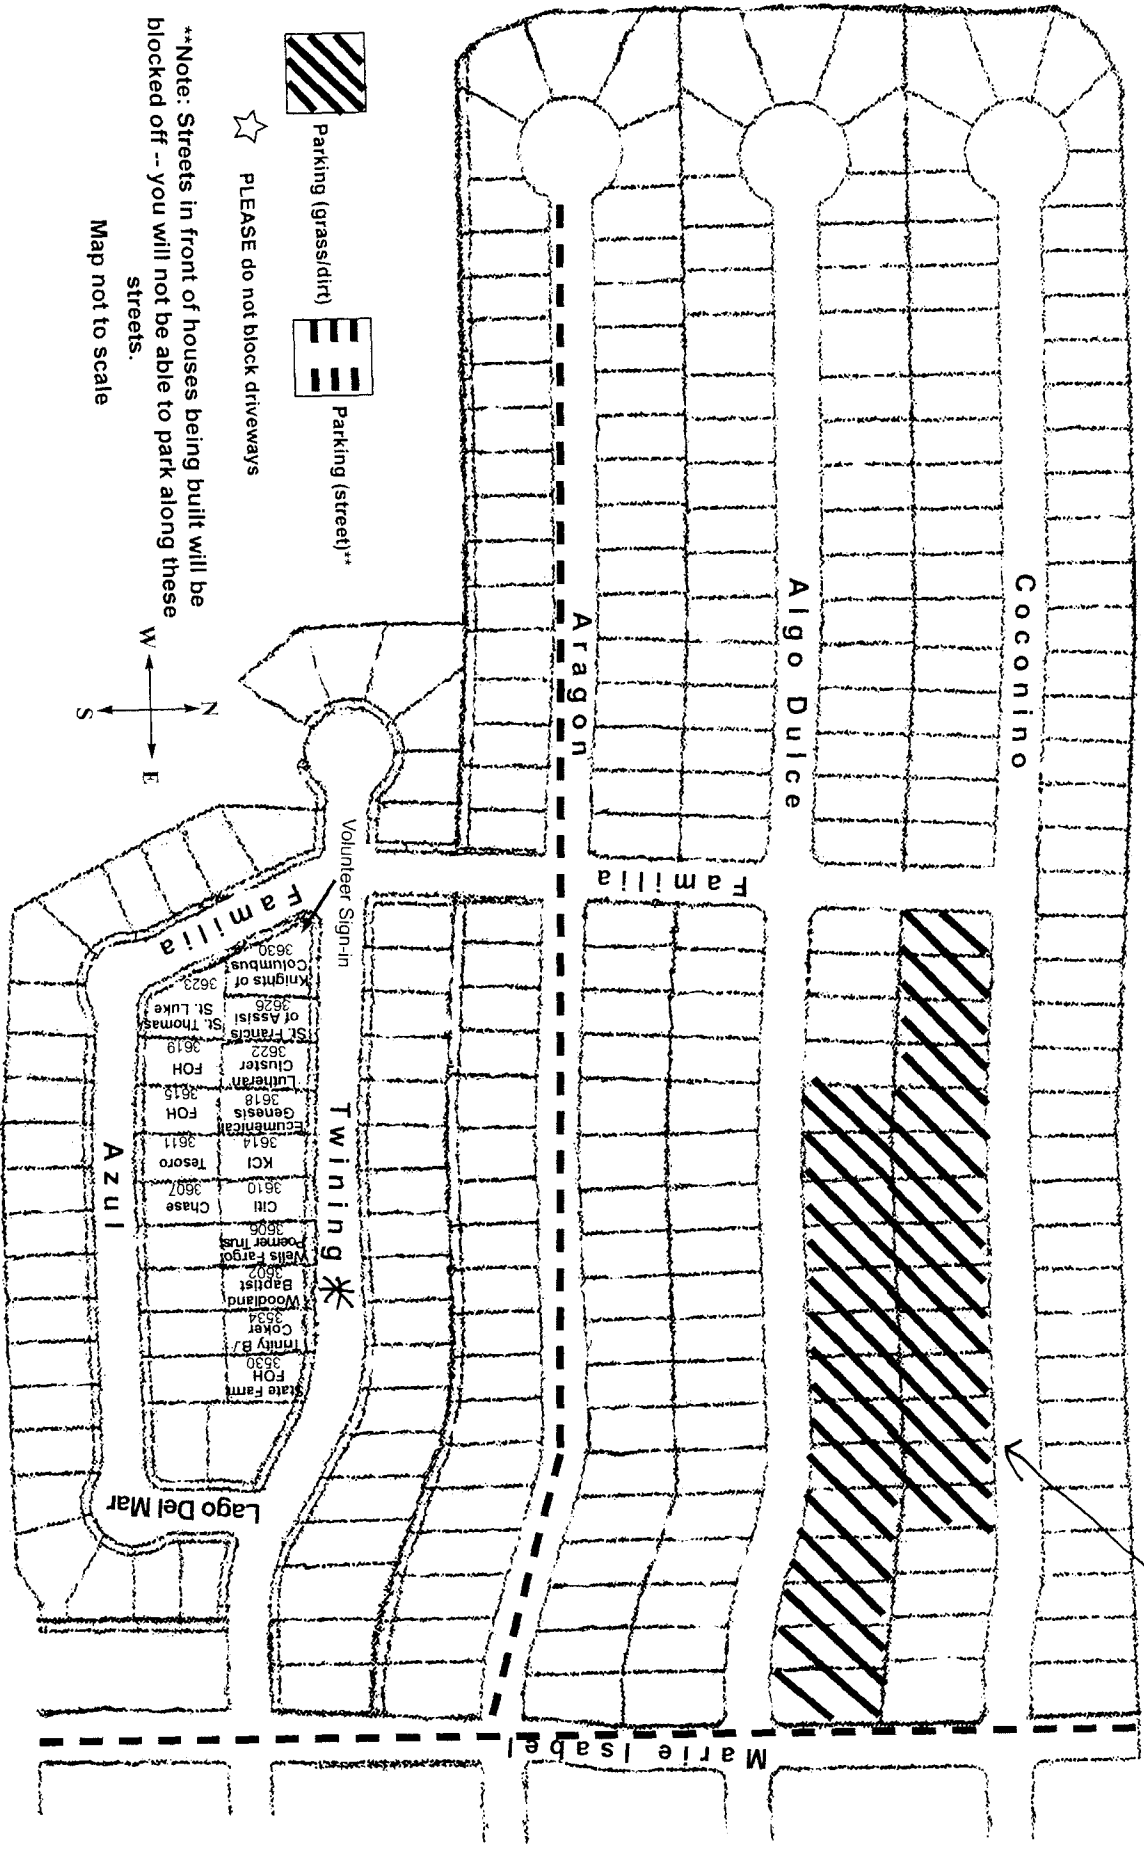 Parking (grass/dirt)
Parking (street)**
PLEASE do not block driveways
**Note: Streets in front of houses being built will be
blocked off -- you will not be able to park along these
streets.
Map not to scale
N
W
E
S
Coconino
Algo Dulce
Aragon
Familia
Familia
Volunteer Sign-in
Twining
Azul
Lago Del Mar
Marie Isabel
Knights of
Columbus
3630
St. Francis
of Assisi
3626
Lutheran
Cluster
3622
Ecumenical
Genesis
3618
KCI
3614
Citi
3610
Wells Fargo
Poerner Trust
3606
Woodland
Baptist
3602
Trinity B/
Coker
3534
State Farm
FOH
3530
3623
St. Thomas
St. Luke
FOH
3619
FOH
3615
Tesoro
3611
Chase
3607